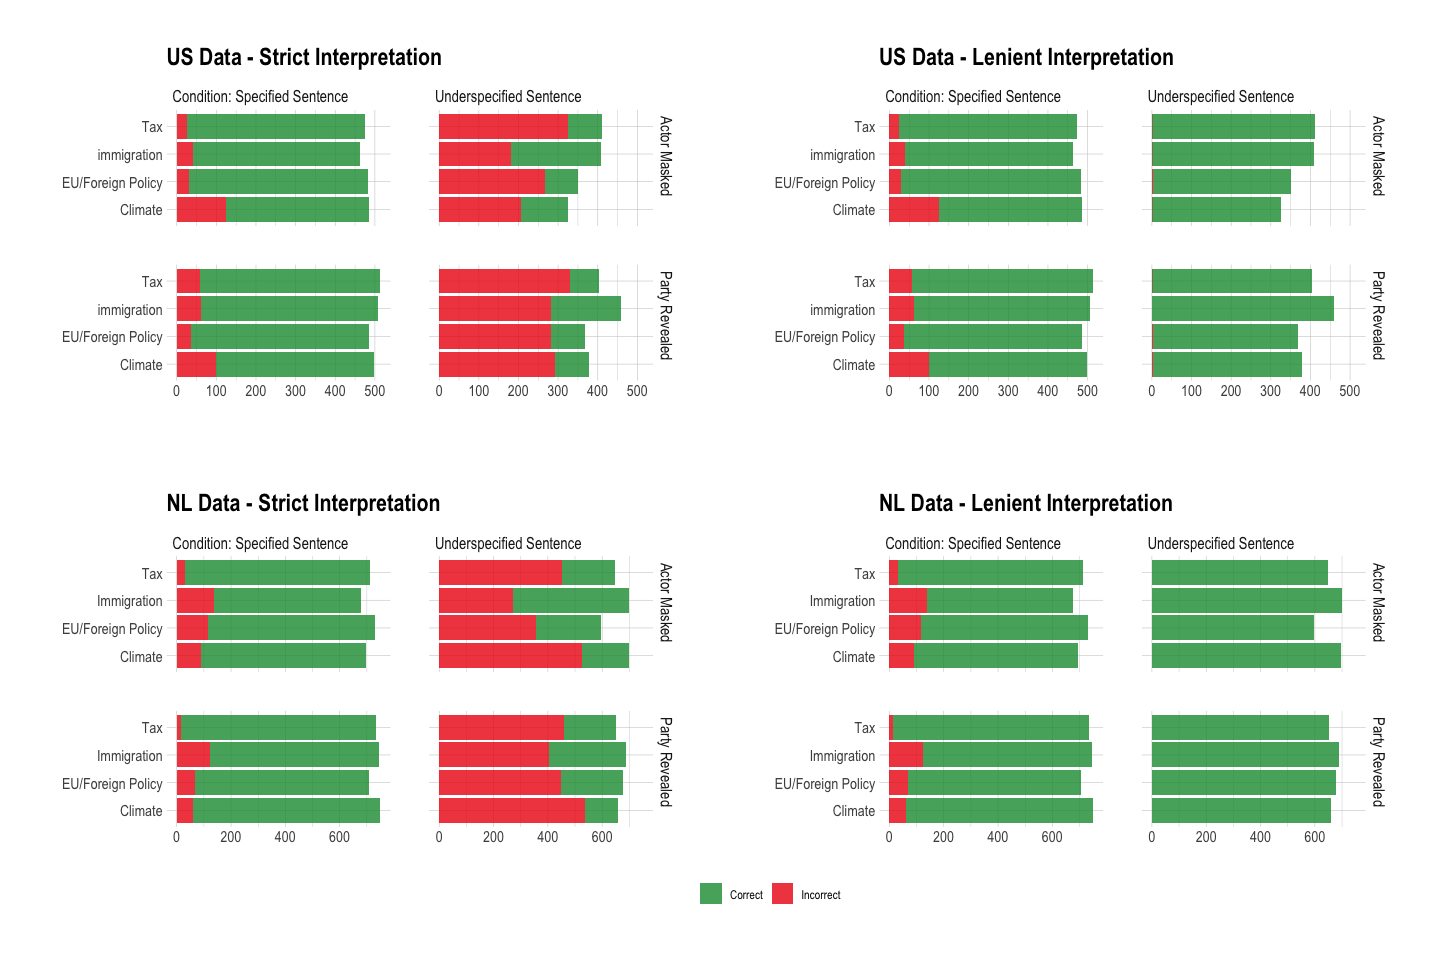 US Data - Strict Interpretation
Condition: Specified Sentence
Underspecified Sentence
Tax
immigration
EU/Foreign Policy
Climate
Actor Masked
Tax
immigration
EU/Foreign Policy
Climate
Party Revealed
0 100 200 300 400 500
0 100 200 300 400 500
US Data - Lenient Interpretation
Condition: Specified Sentence
Underspecified Sentence
Tax
immigration
EU/Foreign Policy
Climate
Actor Masked
Tax
immigration
EU/Foreign Policy
Climate
Party Revealed
0 100 200 300 400 500
0 100 200 300 400 500
NL Data - Strict Interpretation
Condition: Specified Sentence
Underspecified Sentence
Tax
Immigration
EU/Foreign Policy
Climate
Actor Masked
Tax
Immigration
EU/Foreign Policy
Climate
Party Revealed
0 200 400 600
0 200 400 600
NL Data - Lenient Interpretation
Condition: Specified Sentence
Underspecified Sentence
Tax
Immigration
EU/Foreign Policy
Climate
Actor Masked
Tax
Immigration
EU/Foreign Policy
Climate
Party Revealed
0 200 400 600
0 200 400 600
Correct
Incorrect